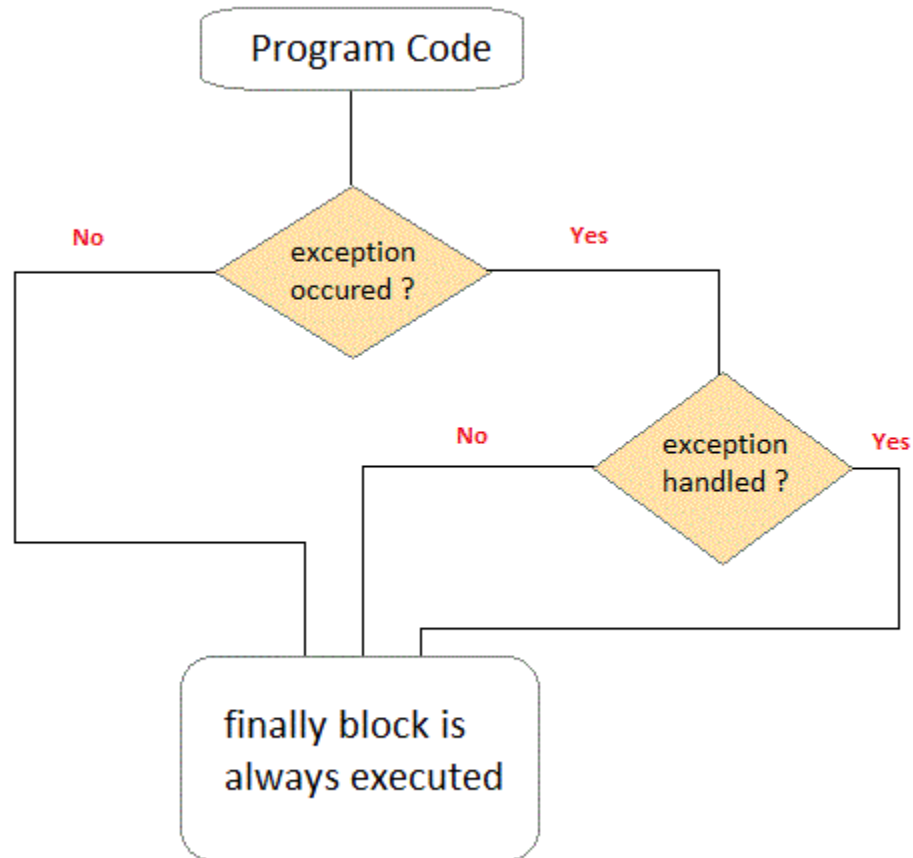 Program Code
No
Yes
exception
occured ?
No
Yes
exception
handled ?
finally block is
always executed